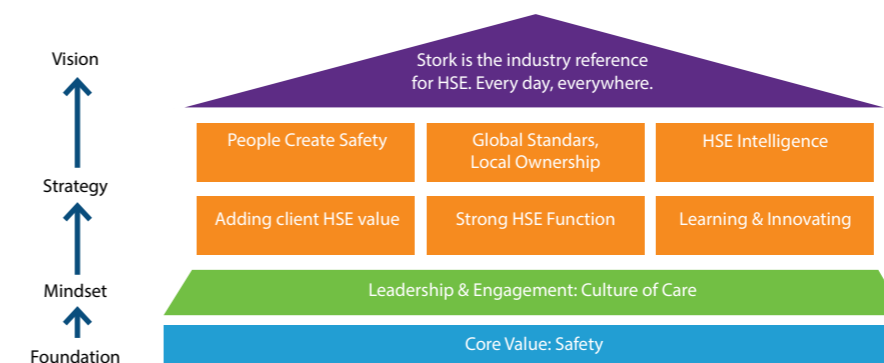 Vision
Stork is the industry reference
for HSE. Every day, everywhere.
Strategy
People Create Safety
Global Standars,
Local Ownership
HSE Intelligence
Adding client HSE value
Strong HSE Function
Learning & Innovating
Mindset
Leadership & Engagement: Culture of Care
Foundation
Core Value: Safety